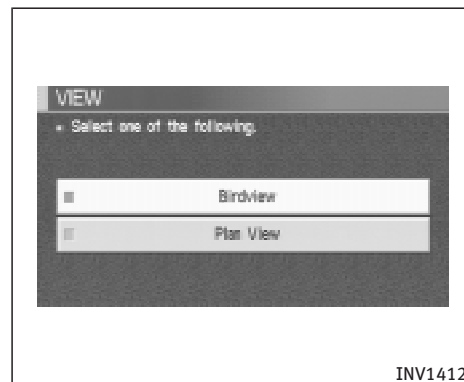 VIEW
Select one of the following.
Birdview
Plan View
INV1412